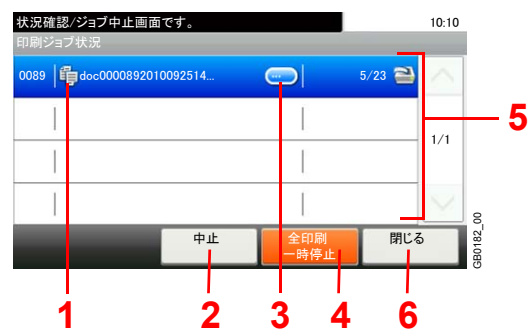 状況確認/ジョブ中止画面です。 10:10
印刷ジョブ状況
0089 doc0000892010092514... 5/23
1/1
中止 全印刷 閉じる
一時停止
GB0182_00
5
1 2 3 4 6